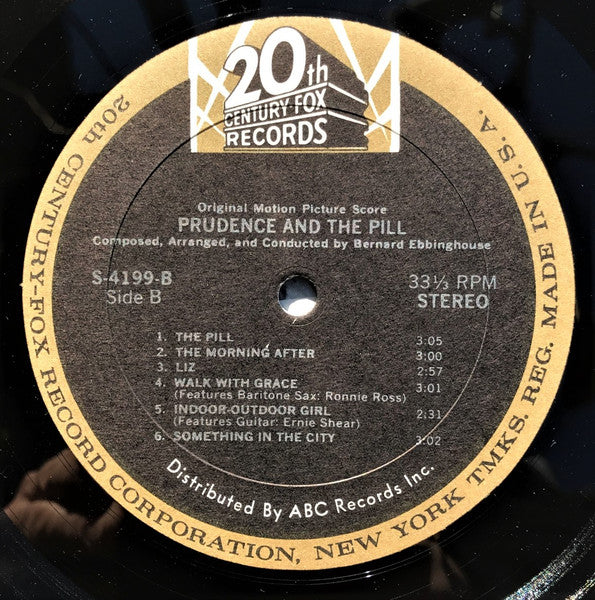 20th
CENTURY-FOX
RECORDS
Original Motion Picture Score
PRUDENCE AND THE PILL
Composed, Arranged, and Conducted by Bernard Ebbinghouse
S-4199-B
Side B
33⅓ RPM
STEREO
1. THE PILL 3:05
2. THE MORNING AFTER 3:00
3. LIZ 2:57
4. WALK WITH GRACE 3:01
(Features Baritone Sax: Ronnie Ross)
5. INDOOR-OUTDOOR GIRL 2:31
(Features Guitar: Ernie Shear)
6. SOMETHING IN THE CITY 3:02
Distributed By ABC Records Inc.
20th CENTURY-FOX RECORD CORPORATION, NEW YORK TMKS. REG. MADE IN U.S.A.